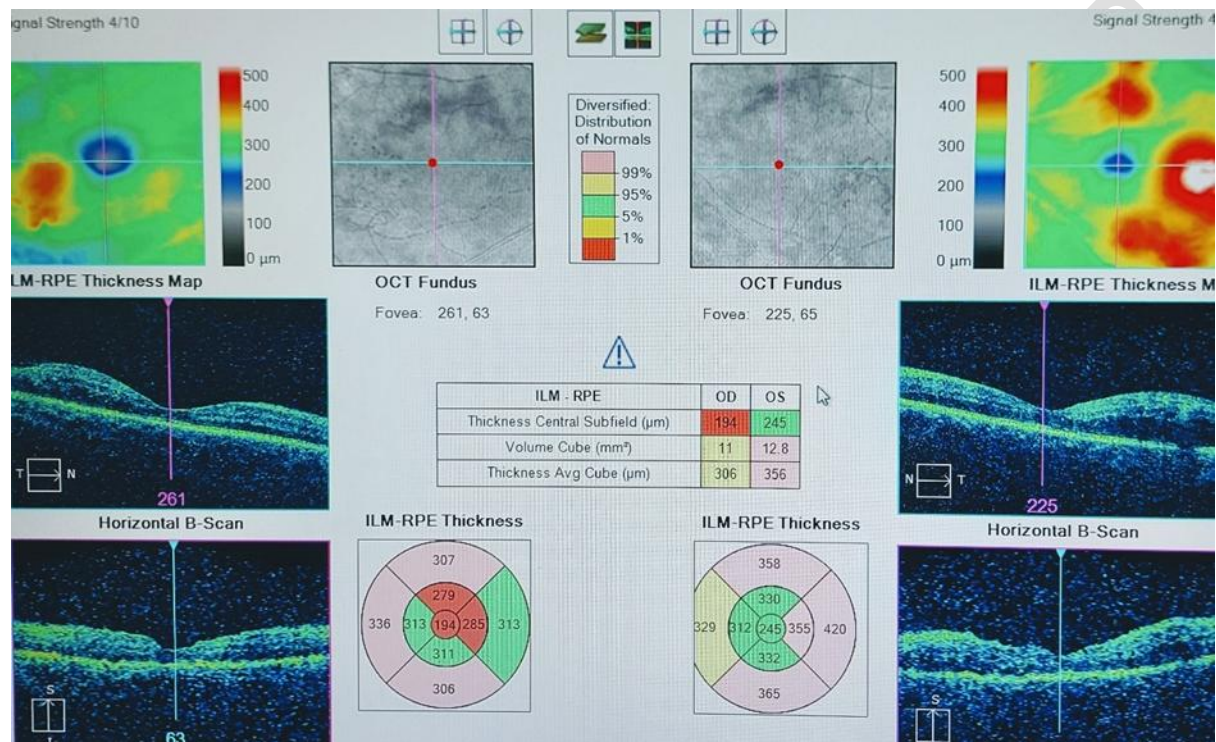 gnal Strength 4/10
Signal Strength 4
500
400
300
200
100
0 µm
Diversified:
Distribution
of Normals
99%
95%
5%
1%
500
400
300
200
100
0 µm
LM-RPE Thickness Map
OCT Fundus
OCT Fundus
ILM-RPE Thickness M
Fovea: 261, 63
Fovea: 225, 65
ILM - RPE OD OS
Thickness Central Subfield (µm) 194 245
Volume Cube (mm³) 11 12.8
Thickness Avg Cube (µm) 306 356
T N
261
N T
225
Horizontal B-Scan
ILM-RPE Thickness
ILM-RPE Thickness
Horizontal B-Scan
307
279
336 313 194 285 313
311
306
358
330
329 312 245 355 420
332
365
S
63
S